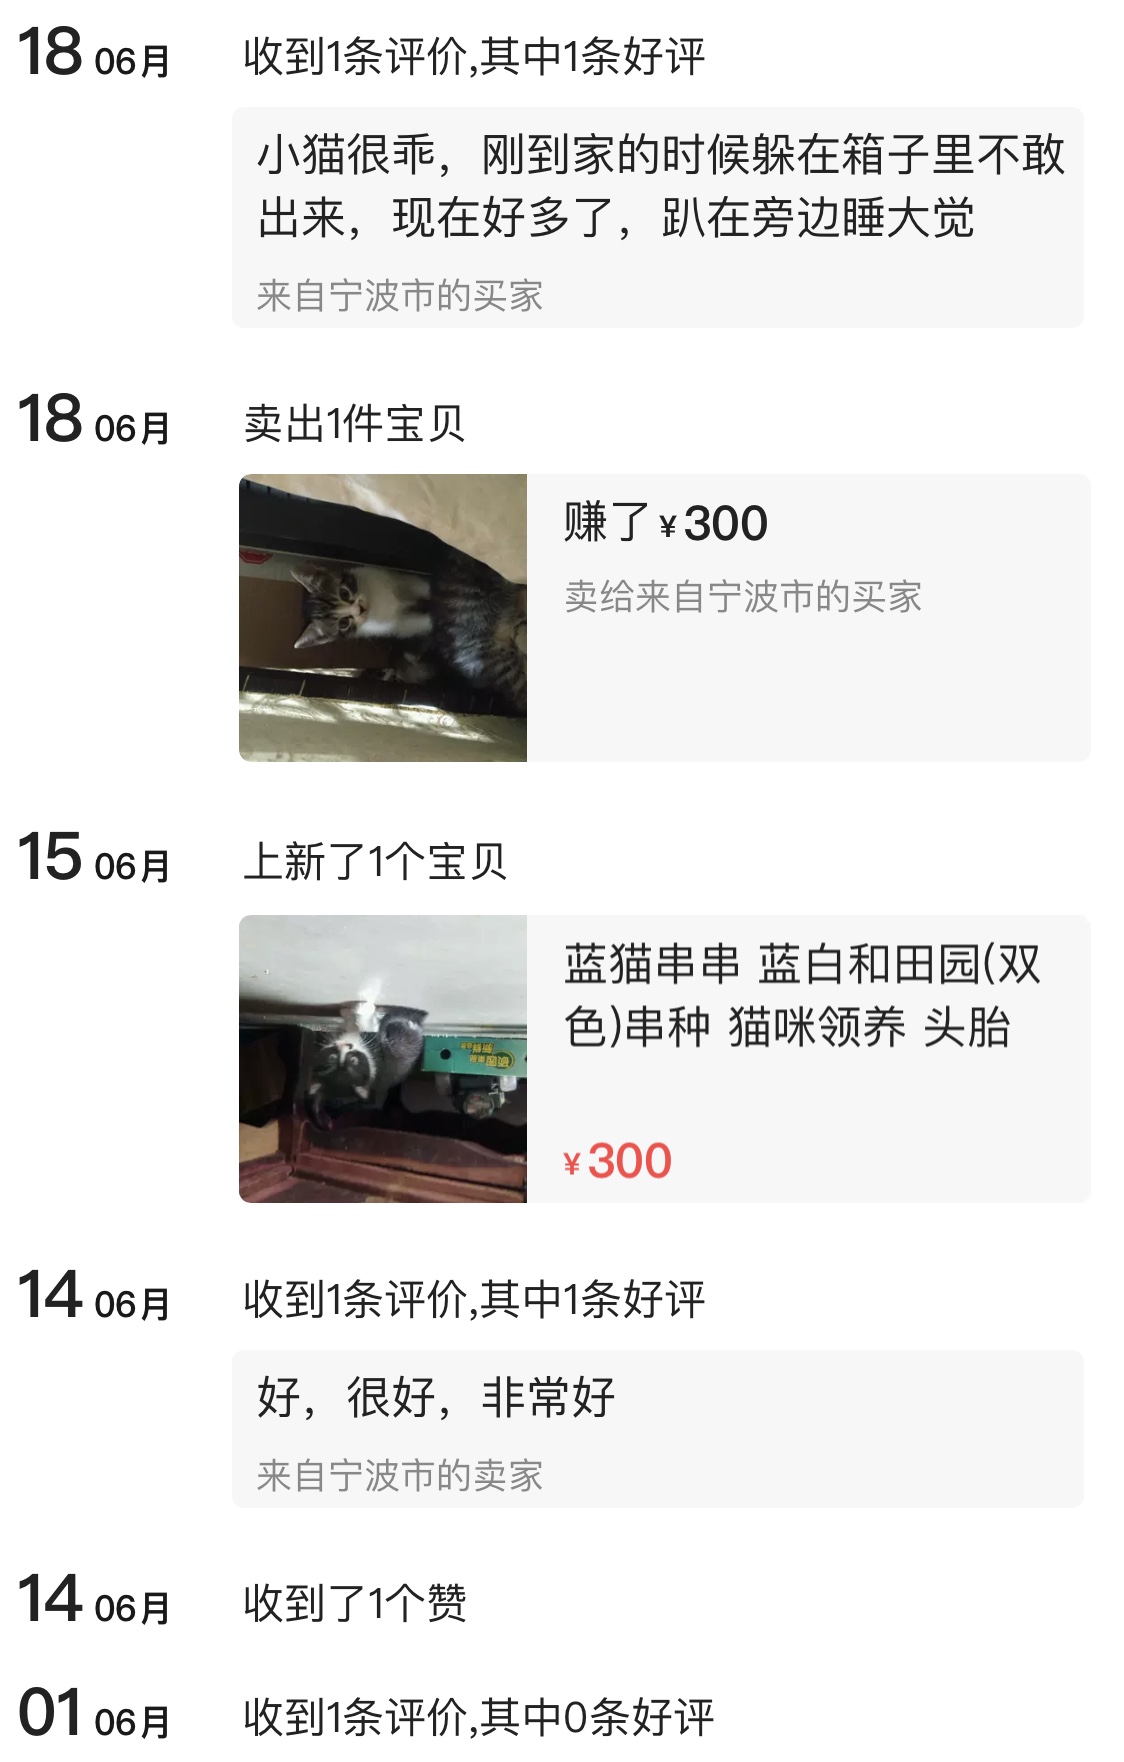 18 06月 收到1条评价,其中1条好评
小猫很乖，刚到家的时候躲在箱子里不敢
出来，现在好多了，趴在旁边睡大觉
来自宁波市的买家
18 06月 卖出1件宝贝
赚了 ¥300
卖给来自宁波市的买家
15 06月 上新了1个宝贝
蓝猫串串 蓝白和田园(双
色)串种 猫咪领养 头胎
¥300
14 06月 收到1条评价,其中1条好评
好，很好，非常好
来自宁波市的卖家
14 06月 收到了1个赞
01 06月 收到1条评价,其中0条好评